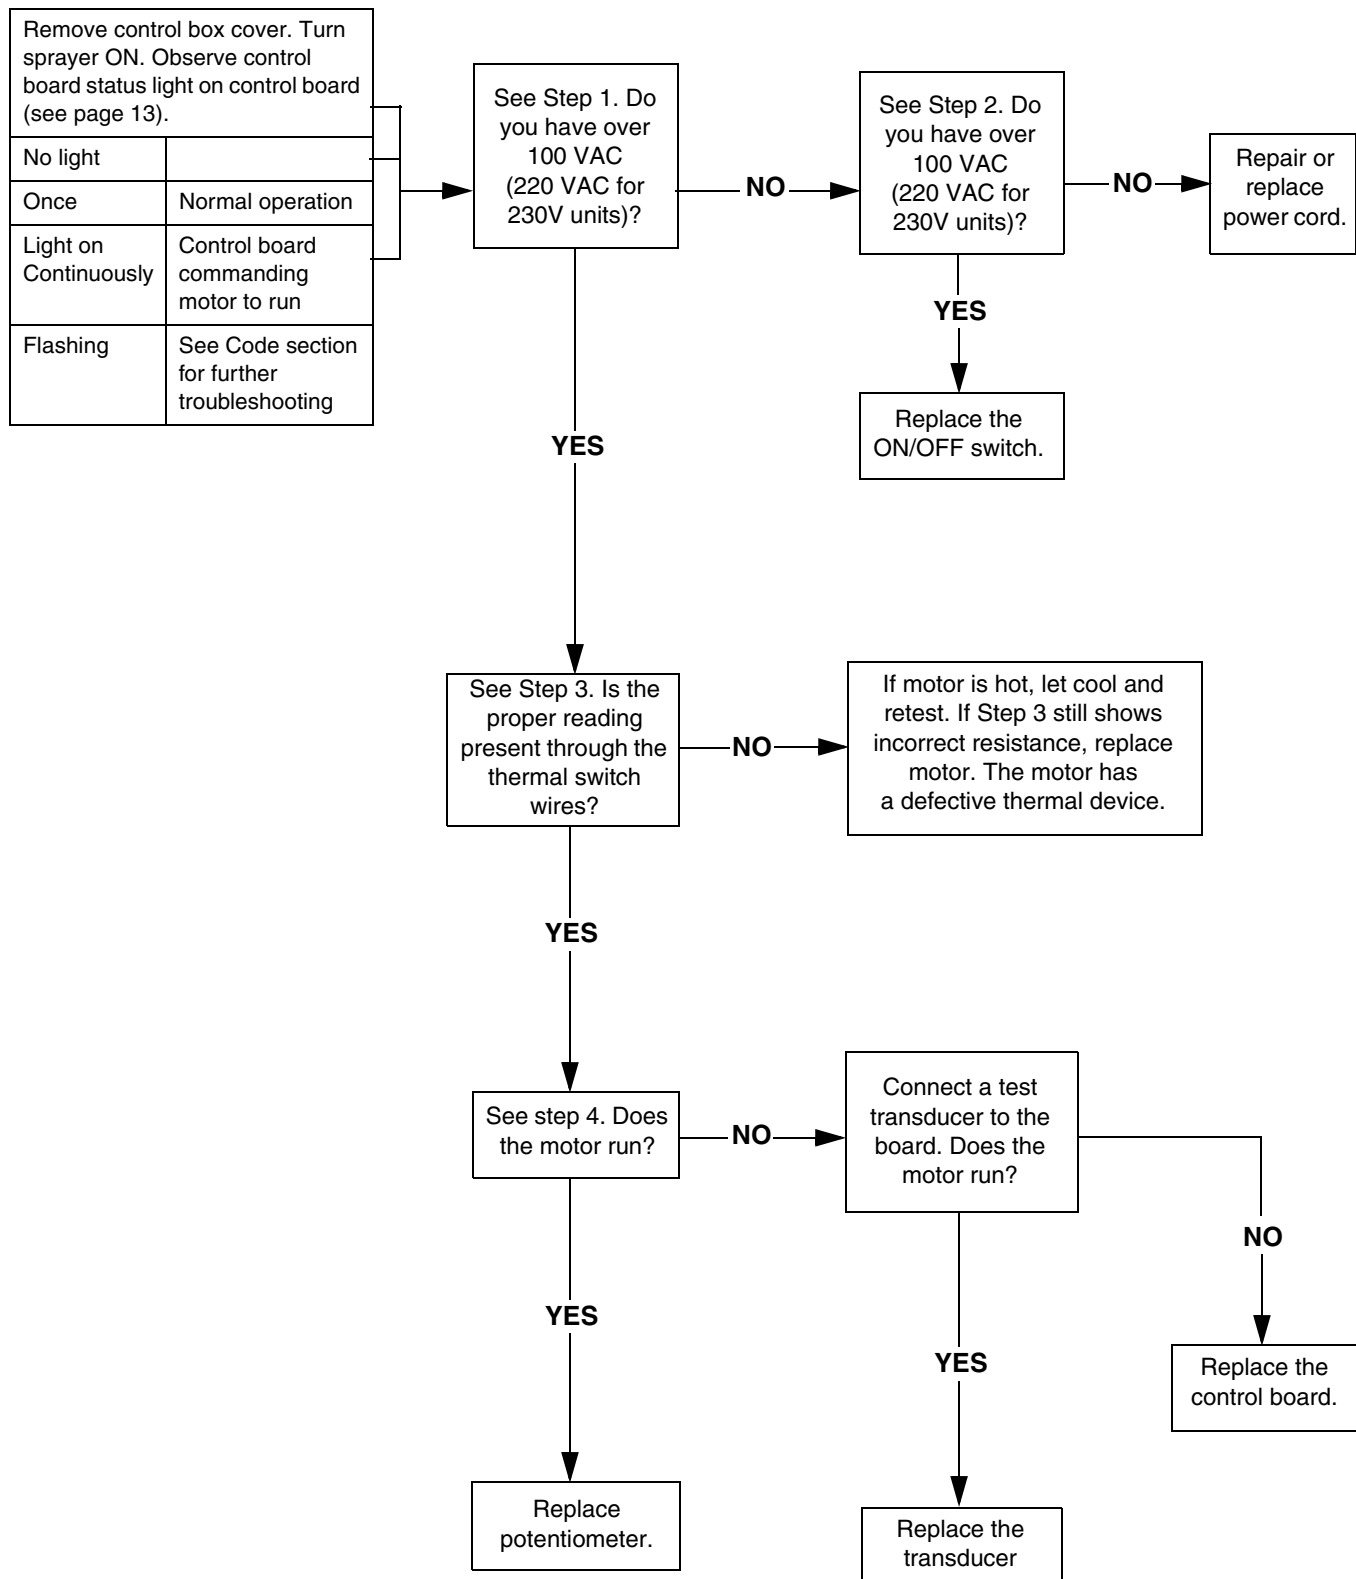 Remove control box cover. Turn
sprayer ON. Observe control
board status light on control board
(see page 13).
No light
Once
Normal operation
Light on
Continuously
Control board
commanding
motor to run
Flashing
See Code section
for further
troubleshooting
See Step 1. Do
you have over
100 VAC
(220 VAC for
230V units)?
NO
See Step 2. Do
you have over
100 VAC
(220 VAC for
230V units)?
NO
Repair or
replace
power cord.
YES
Replace the
ON/OFF switch.
YES
See Step 3. Is the
proper reading
present through the
thermal switch
wires?
NO
If motor is hot, let cool and
retest. If Step 3 still shows
incorrect resistance, replace
motor. The motor has
a defective thermal device.
YES
See step 4. Does
the motor run?
NO
Connect a test
transducer to the
board. Does the
motor run?
NO
Replace the
control board.
YES
Replace
potentiometer.
YES
Replace the
transducer